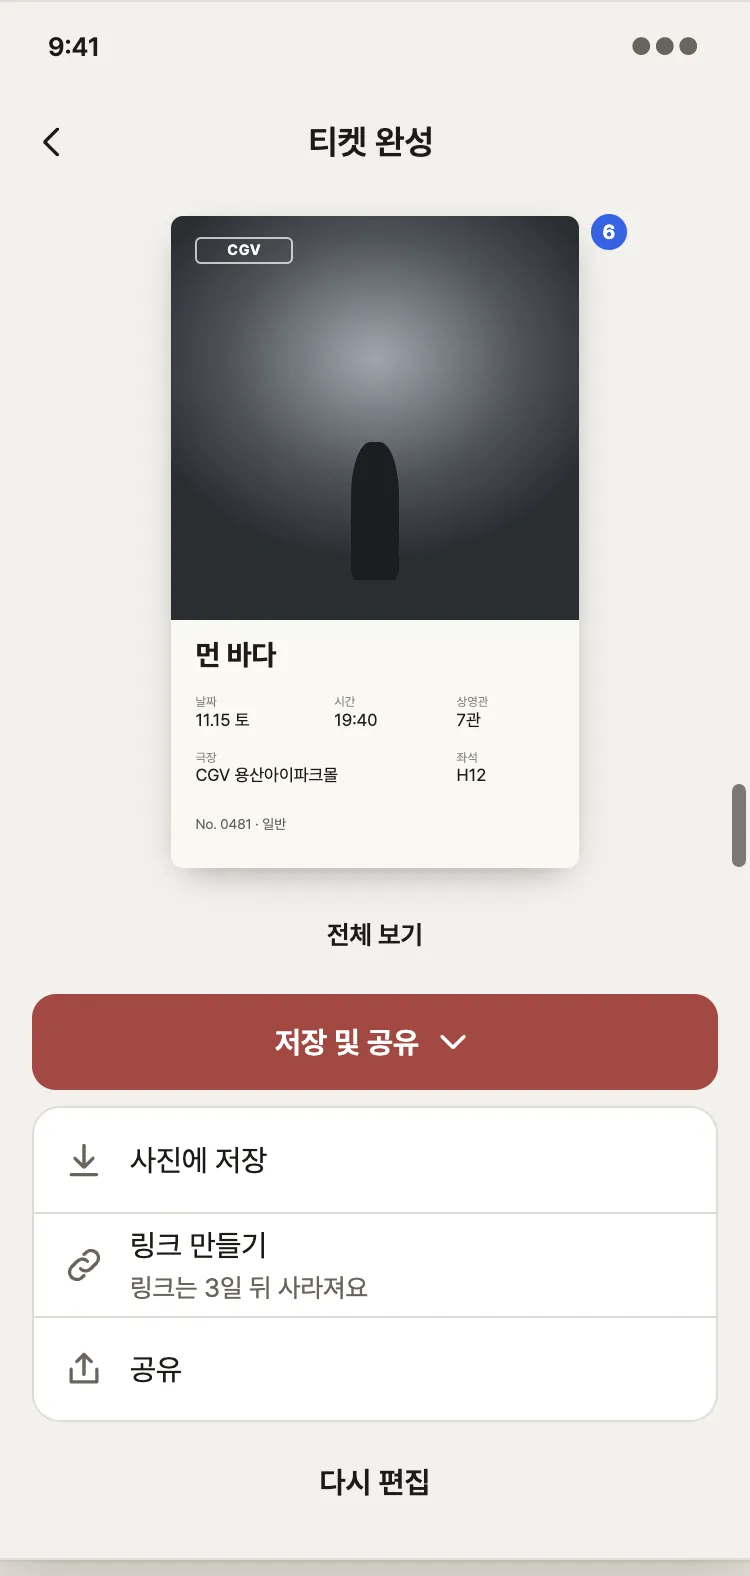 9:41
티켓 완성
CGV
6
먼 바다
날짜 시간 상영관
11.15 토 19:40 7관
극장 좌석
CGV 용산아이파크몰 H12
No. 0481 · 일반
전체 보기
저장 및 공유
사진에 저장
링크 만들기
링크는 3일 뒤 사라져요
공유
다시 편집